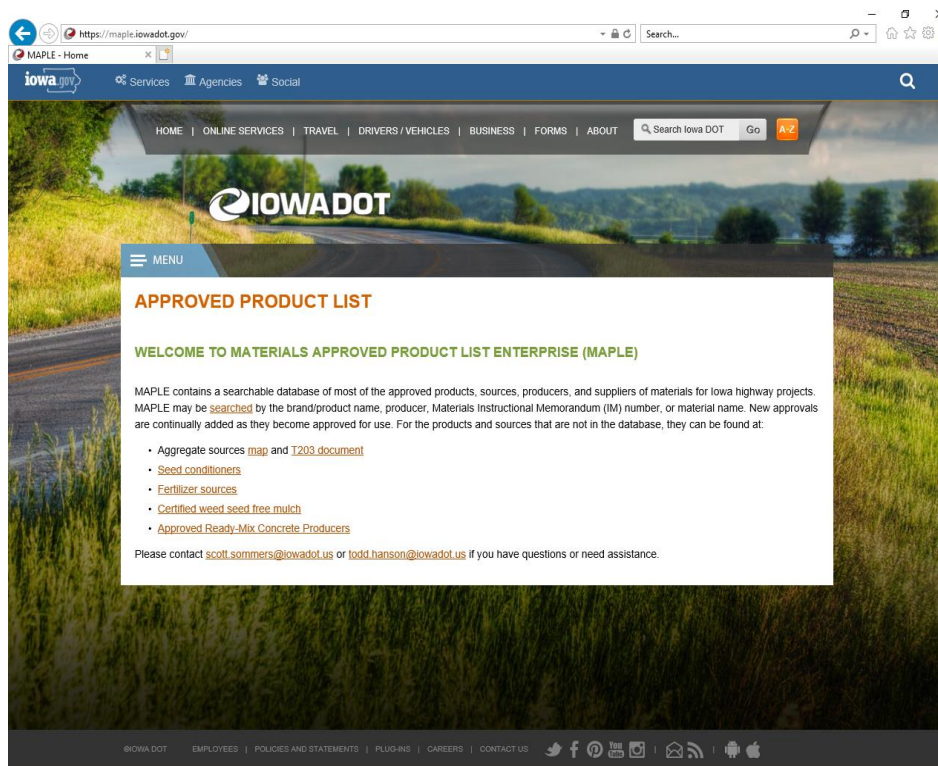 https://maple.iowadot.gov/
Search...
MAPLE - Home
iowa.gov
Services Agencies Social
HOME | ONLINE SERVICES | TRAVEL | DRIVERS / VEHICLES | BUSINESS | FORMS | ABOUT Search Iowa DOT Go A-Z
IOWADOT
MENU
APPROVED PRODUCT LIST
WELCOME TO MATERIALS APPROVED PRODUCT LIST ENTERPRISE (MAPLE)
MAPLE contains a searchable database of most of the approved products, sources, producers, and suppliers of materials for Iowa highway projects.
MAPLE may be searched by the brand/product name, producer, Materials Instructional Memorandum (IM) number, or material name. New approvals
are continually added as they become approved for use. For the products and sources that are not in the database, they can be found at:
• Aggregate sources map and T203 document
• Seed conditioners
• Fertilizer sources
• Certified weed seed free mulch
• Approved Ready-Mix Concrete Producers
Please contact scott.sommers@iowadot.us or todd.hanson@iowadot.us if you have questions or need assistance.
©IOWA DOT EMPLOYEES | POLICIES AND STATEMENTS | PLUG-INS | CAREERS | CONTACT US You Tube